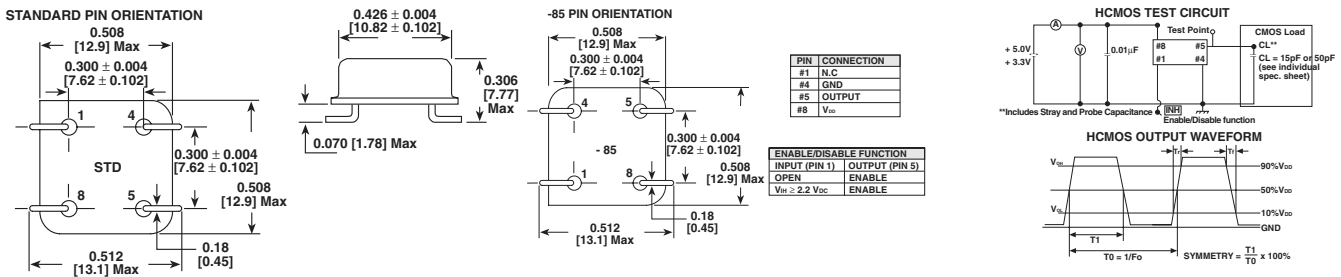 STANDARD PIN ORIENTATION
0.508
[12.9] Max
0.300 ± 0.004
[7.62 ± 0.102]
1
4
STD
0.300 ± 0.004
[7.62 ± 0.102]
0.508
[12.9] Max
8
5
0.18
[0.45]
0.512
[13.1] Max
0.426 ± 0.004
[10.82 ± 0.102]
0.306
[7.77]
Max
0.070 [1.78] Max
-85 PIN ORIENTATION
0.508
[12.9] Max
0.300 ± 0.004
[7.62 ± 0.102]
4
5
- 85
0.300 ± 0.004
[7.62 ± 0.102]
0.508
[12.9] Max
1
8
0.18
[0.45]
0.512
[13.1] Max
PIN CONNECTION
#1 N.C
#4 GND
#5 OUTPUT
#8 VDD
ENABLE/DISABLE FUNCTION
INPUT (PIN 1) OUTPUT (PIN 5)
OPEN ENABLE
VIH ≥ 2.2 VDC ENABLE
HCMOS TEST CIRCUIT
A
Test Point
CMOS Load
+ 5.0V
+ 3.3V
V
0.01µF
#8 #5
#1 #4
CL**
CL = 15pF or 50pF
(see individual
spec. sheet)
**Includes Stray and Probe Capacitance
INH
Enable/Disable function
HCMOS OUTPUT WAVEFORM
Tr
Tf
VOH
90%VDD
50%VDD
VOL
10%VDD
GND
T1
T0 = 1/Fo
SYMMETRY = T1/T0 x 100%